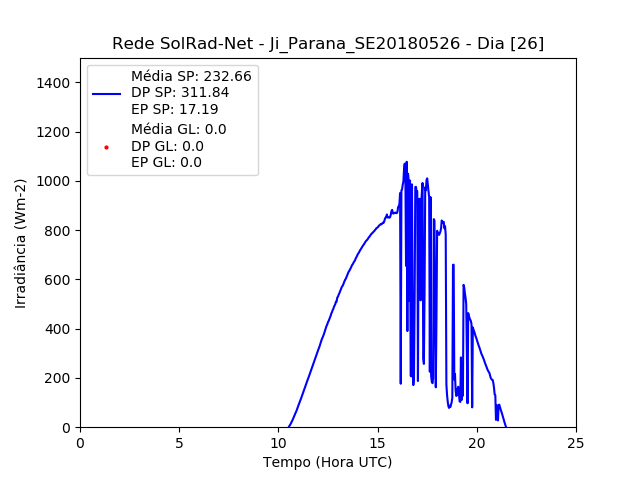 Rede SolRad-Net - Ji_Parana_SE20180526 - Dia [26]
Média SP: 232.66
DP SP: 311.84
EP SP: 17.19
Média GL: 0.0
DP GL: 0.0
EP GL: 0.0
Irradiância (Wm-2)
1400
1200
1000
800
600
400
200
0
0 5 10 15 20 25
Tempo (Hora UTC)